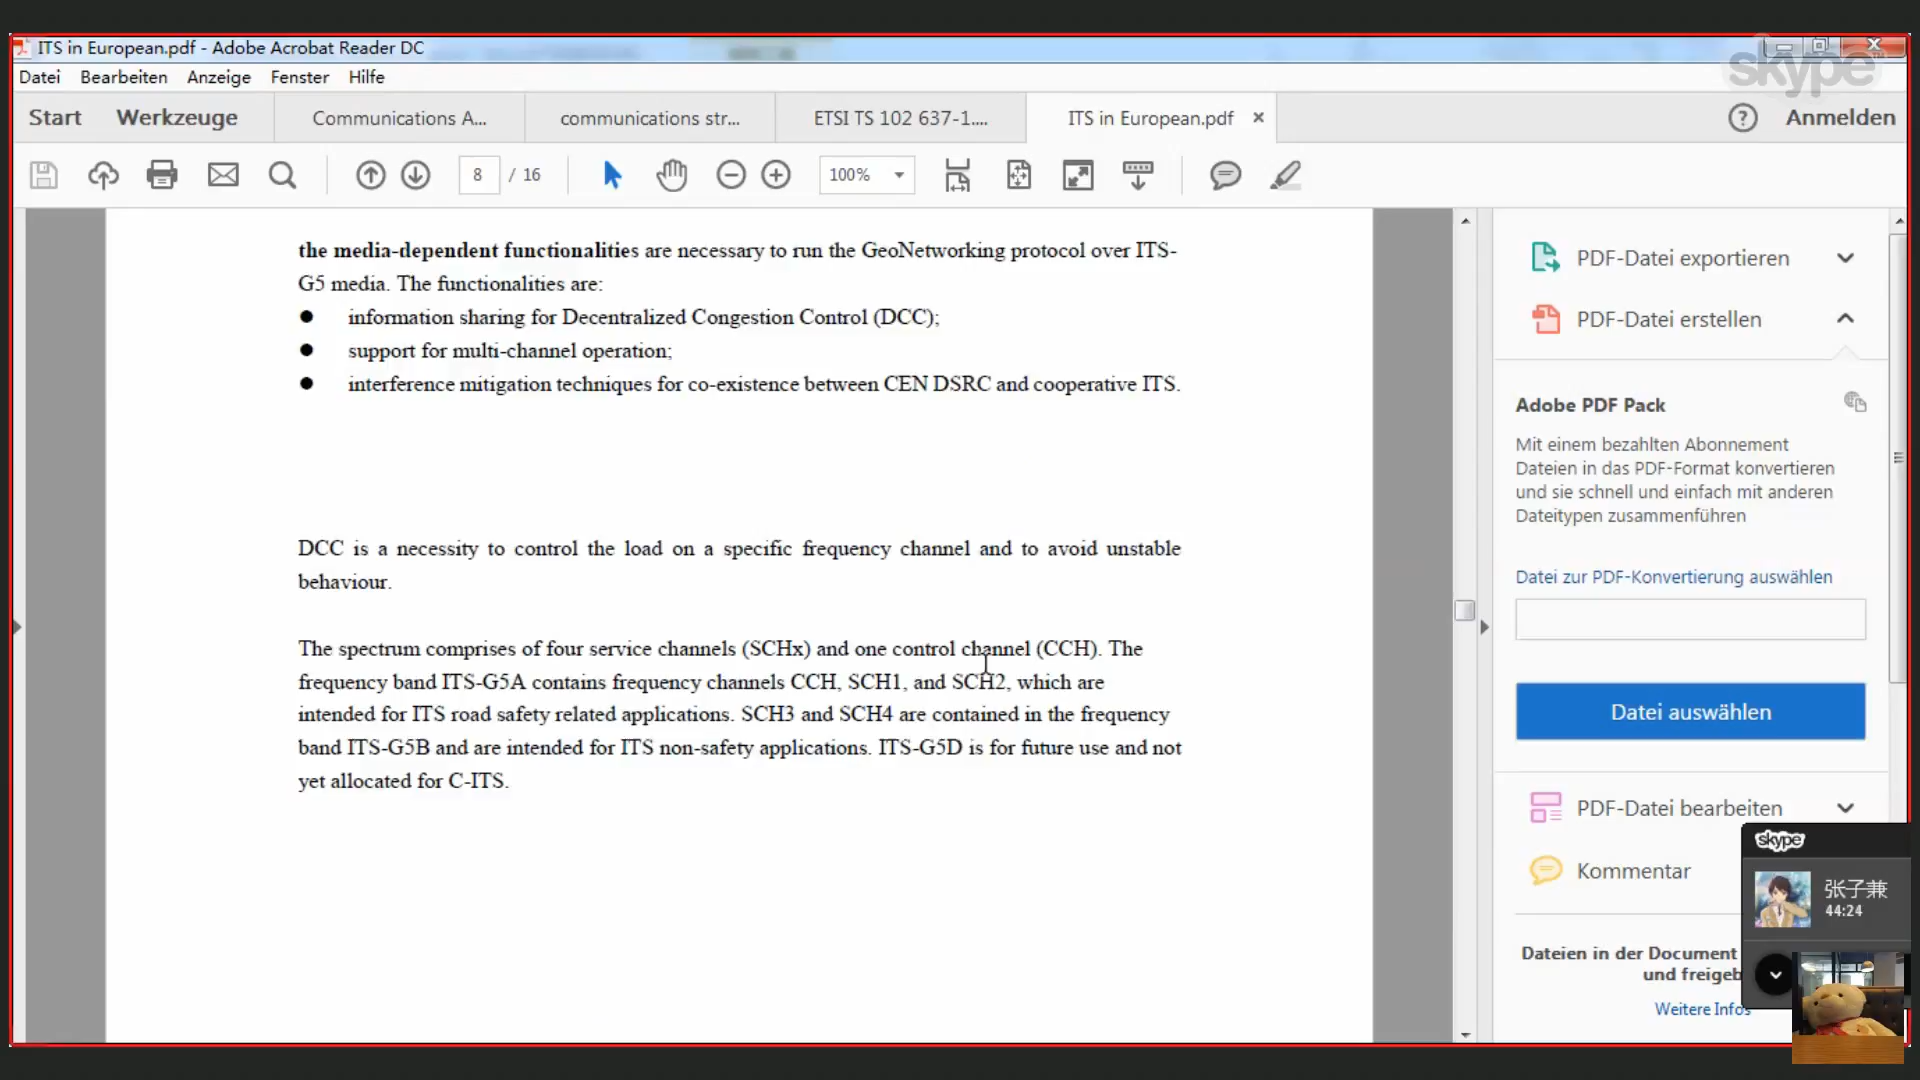 ITS in European.pdf - Adobe Acrobat Reader DC
skype
Datei Bearbeiten Anzeige Fenster Hilfe
Start Werkzeuge Communications A... communications str... ETSI TS 102 637-1.... ITS in European.pdf Anmelden
8 / 16 100%
the media-dependent functionalities are necessary to run the GeoNetworking protocol over ITS-
G5 media. The functionalities are:
● information sharing for Decentralized Congestion Control (DCC);
● support for multi-channel operation;
● interference mitigation techniques for co-existence between CEN DSRC and cooperative ITS.
DCC is a necessity to control the load on a specific frequency channel and to avoid unstable
behaviour.
The spectrum comprises of four service channels (SCHx) and one control channel (CCH). The
frequency band ITS-G5A contains frequency channels CCH, SCH1, and SCH2, which are
intended for ITS road safety related applications. SCH3 and SCH4 are contained in the frequency
band ITS-G5B and are intended for ITS non-safety applications. ITS-G5D is for future use and not
yet allocated for C-ITS.
PDF-Datei exportieren
PDF-Datei erstellen
Adobe PDF Pack
Mit einem bezahlten Abonnement
Dateien in das PDF-Format konvertieren
und sie schnell und einfach mit anderen
Dateitypen zusammenführen
Datei zur PDF-Konvertierung auswählen
Datei auswählen
PDF-Datei bearbeiten
Kommentar
Dateien in der Document
und freigeb
Weitere Infos
skype
张子兼
44:24